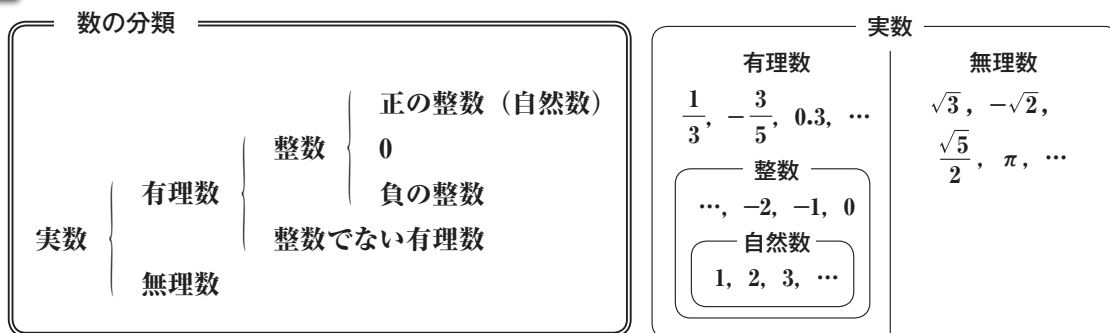 数の分類
正の整数（自然数）
整数
0
有理数
負の整数
実数
整数でない有理数
無理数
実数
有理数
1/3, −3/5, 0.3, …
整数
…, −2, −1, 0
自然数
1, 2, 3, …
無理数
√3, −√2,
√5/2, π, …